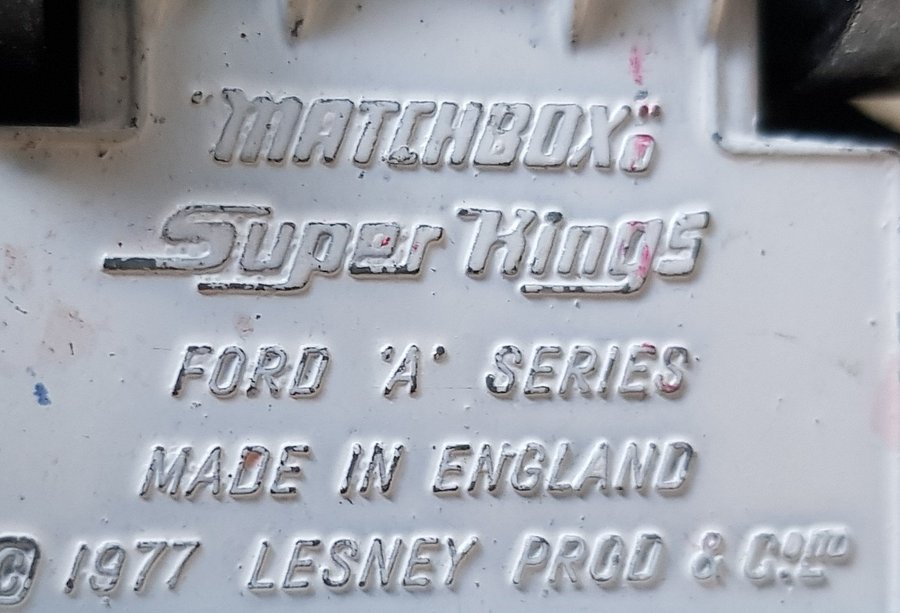 "MATCHBOX"
Super Kings
FORD 'A' SERIES
MADE IN ENGLAND
© 1977 LESNEY PROD & Co LTD